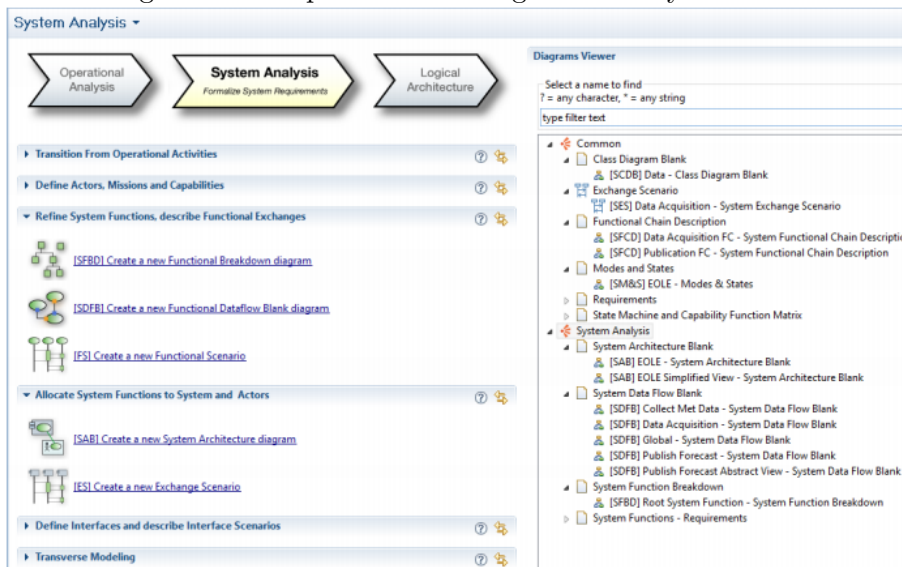 System Analysis
Operational
Analysis
System Analysis
Formalize System Requirements
Logical
Architecture
Transition From Operational Activities
Define Actors, Missions and Capabilities
Refine System Functions, describe Functional Exchanges
[SFBD] Create a new Functional Breakdown diagram
[SDFB] Create a new Functional Dataflow Blank diagram
[FS] Create a new Functional Scenario
Allocate System Functions to System and Actors
[SAB] Create a new System Architecture diagram
[ES] Create a new Exchange Scenario
Define Interfaces and describe Interface Scenarios
Transverse Modeling
Diagrams Viewer
Select a name to find
? = any character, * = any string
type filter text
Common
Class Diagram Blank
[SCDB] Data - Class Diagram Blank
Exchange Scenario
[SES] Data Acquisition - System Exchange Scenario
Functional Chain Description
[SFCD] Data Acquisition FC - System Functional Chain Descripti
[SFCD] Publication FC - System Functional Chain Description
Modes and States
[SM&S] EOLE - Modes & States
Requirements
State Machine and Capability Function Matrix
System Analysis
System Architecture Blank
[SAB] EOLE - System Architecture Blank
[SAB] EOLE Simplified View - System Architecture Blank
System Data Flow Blank
[SDFB] Collect Met Data - System Data Flow Blank
[SDFB] Data Acquisition - System Data Flow Blank
[SDFB] Global - System Data Flow Blank
[SDFB] Publish Forecast - System Data Flow Blank
[SDFB] Publish Forecast Abstract View - System Data Flow Blank
System Function Breakdown
[SFBD] Root System Function - System Function Breakdown
System Functions - Requirements